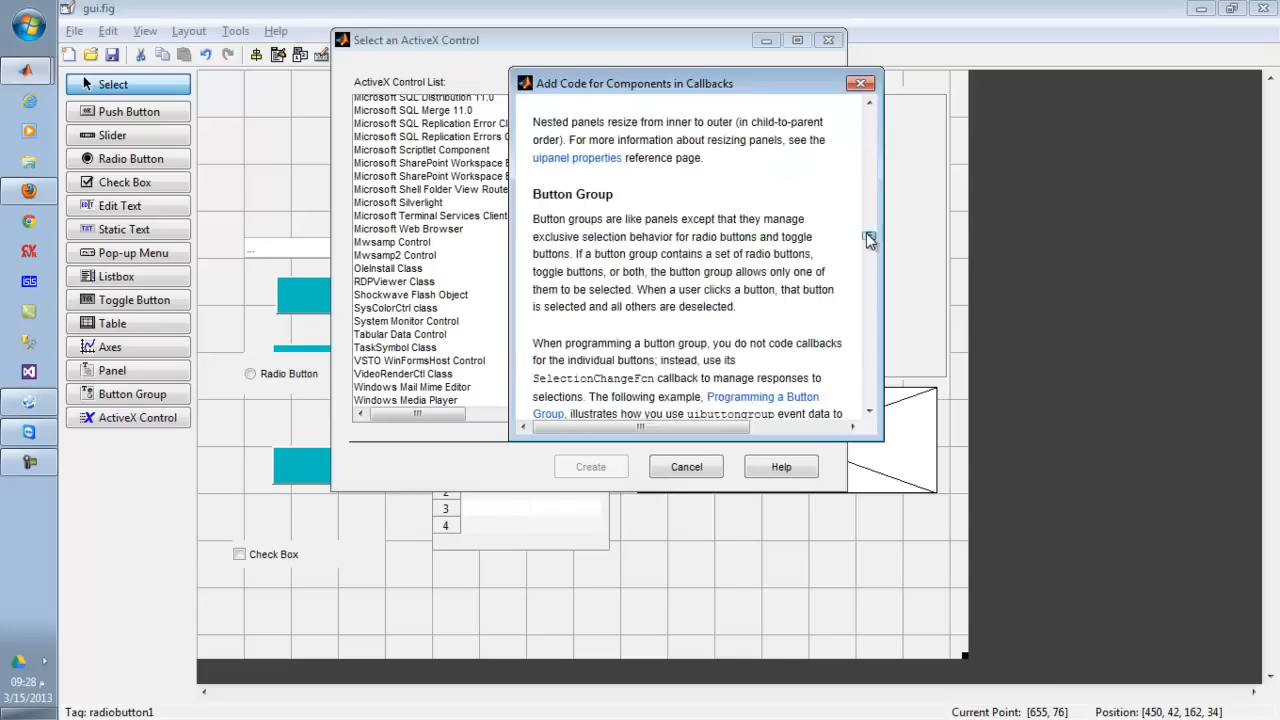 gui.fig
File Edit View Layout Tools Help
Select
Push Button
Slider
Radio Button
Check Box
Edit Text
Static Text
Pop-up Menu
Listbox
Toggle Button
Table
Axes
Panel
Button Group
ActiveX Control
...
Radio Button
Check Box
2
3
4
Select an ActiveX Control
ActiveX Control List:
Microsoft SQL Distribution 11.0
Microsoft SQL Merge 11.0
Microsoft SQL Replication Error Cl
Microsoft SQL Replication Errors C
Microsoft Scriptlet Component
Microsoft SharePoint Workspace E
Microsoft SharePoint Workspace E
Microsoft Shell Folder View Route
Microsoft Silverlight
Microsoft Terminal Services Client
Microsoft Web Browser
Mwsamp Control
Mwsamp2 Control
OleInstall Class
RDPViewer Class
Shockwave Flash Object
SysColorCtrl class
System Monitor Control
Tabular Data Control
TaskSymbol Class
VSTO WinFormsHost Control
VideoRenderCtl Class
Windows Mail Mime Editor
Windows Media Player
Create
Cancel
Help
Add Code for Components in Callbacks
Nested panels resize from inner to outer (in child-to-parent
order). For more information about resizing panels, see the
uipanel properties reference page.
Button Group
Button groups are like panels except that they manage
exclusive selection behavior for radio buttons and toggle
buttons. If a button group contains a set of radio buttons,
toggle buttons, or both, the button group allows only one of
them to be selected. When a user clicks a button, that button
is selected and all others are deselected.
When programming a button group, you do not code callbacks
for the individual buttons; instead, use its
SelectionChangeFcn callback to manage responses to
selections. The following example, Programming a Button
Group, illustrates how you use uibuttongroup event data to
09:28 م
3/15/2013
Tag: radiobutton1
Current Point: [655, 76]
Position: [450, 42, 162, 34]